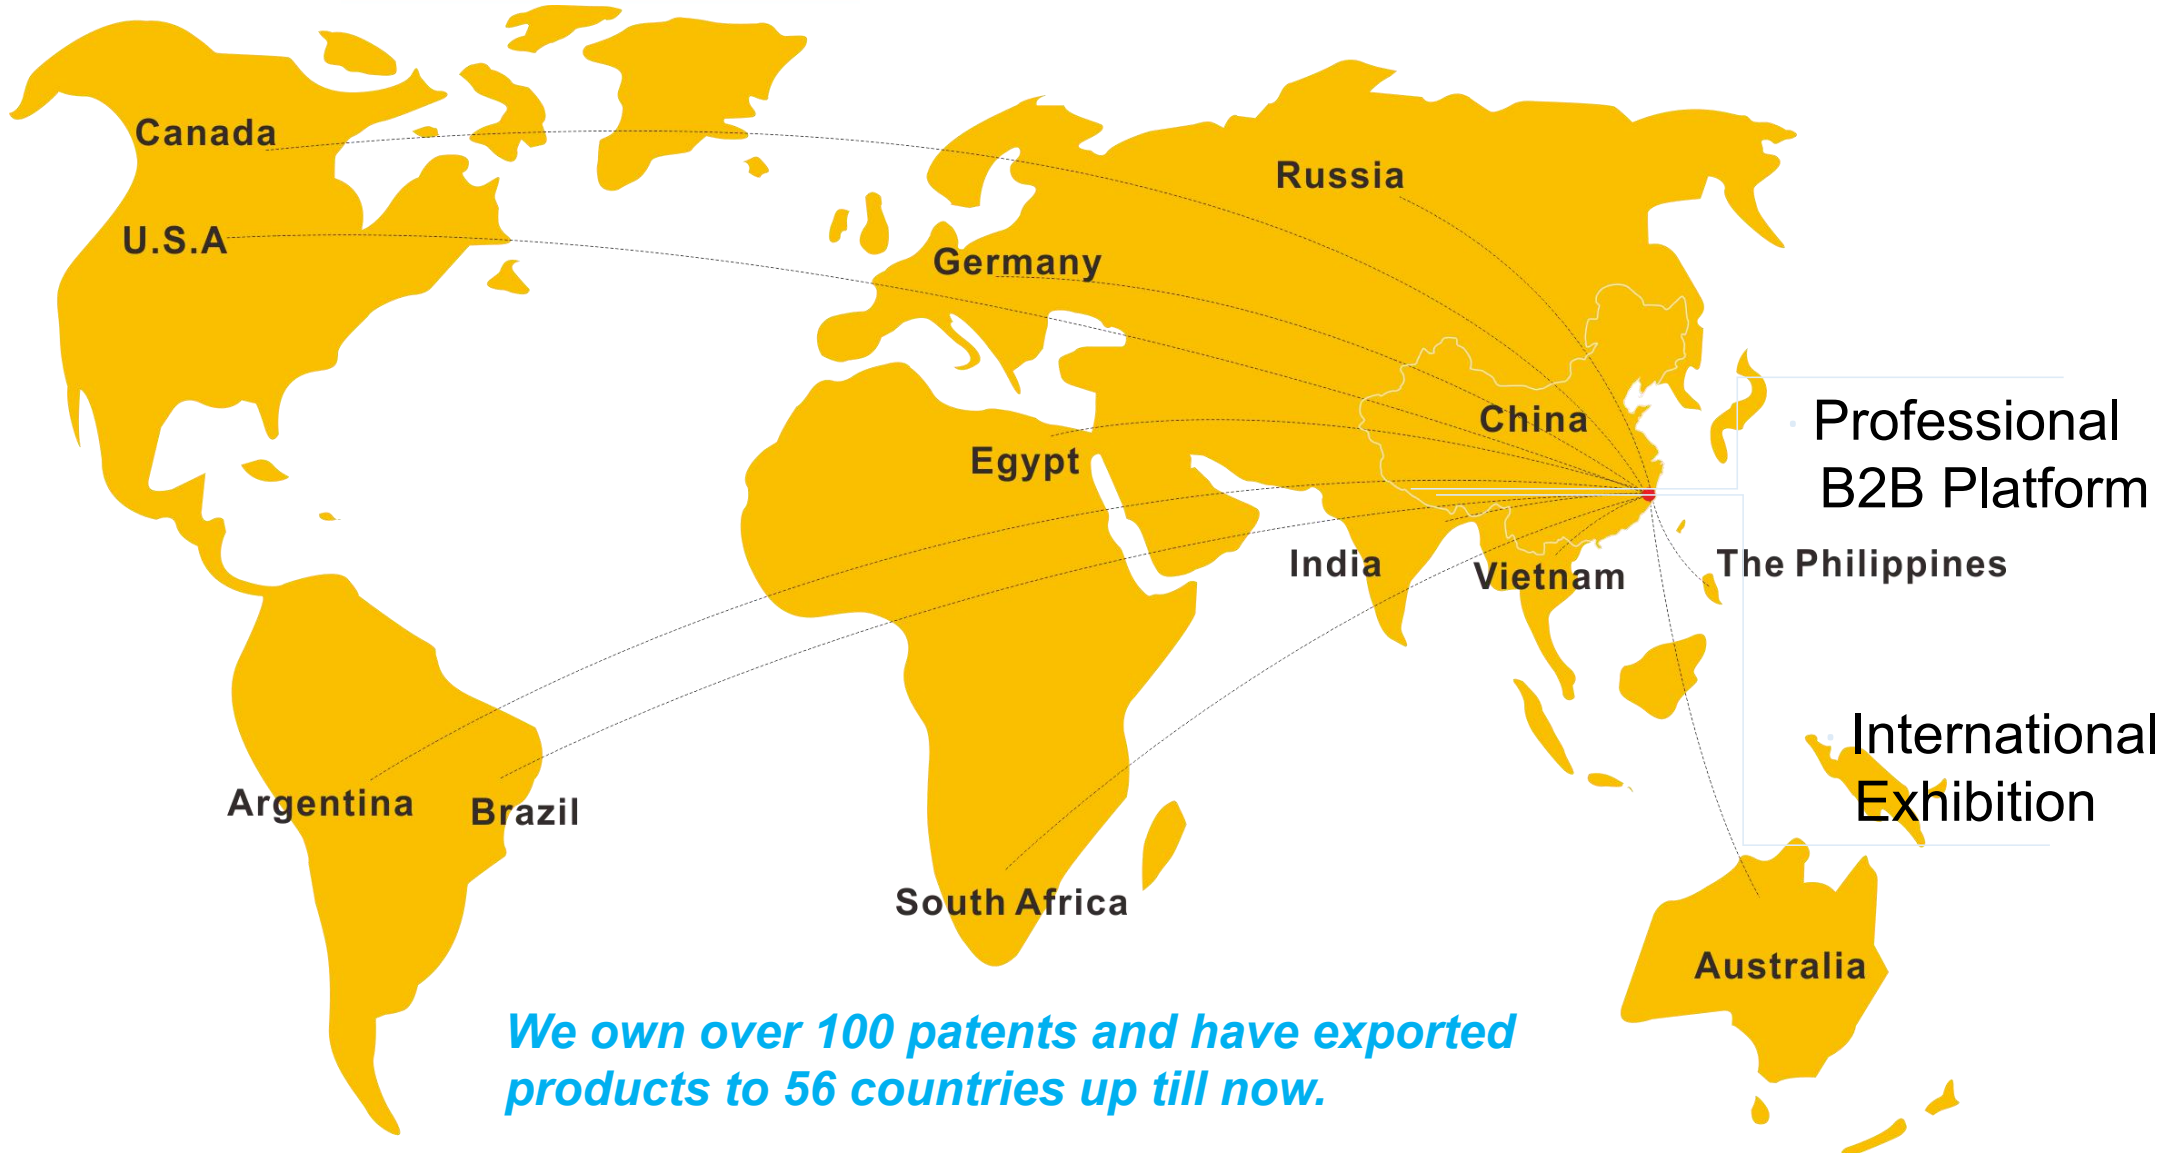 Canada
Russia
U.S.A
Germany
China
Professional
B2B Platform
Egypt
India
Vietnam
The Philippines
International
Exhibition
Argentina
Brazil
South Africa
Australia
We own over 100 patents and have exported
products to 56 countries up till now.